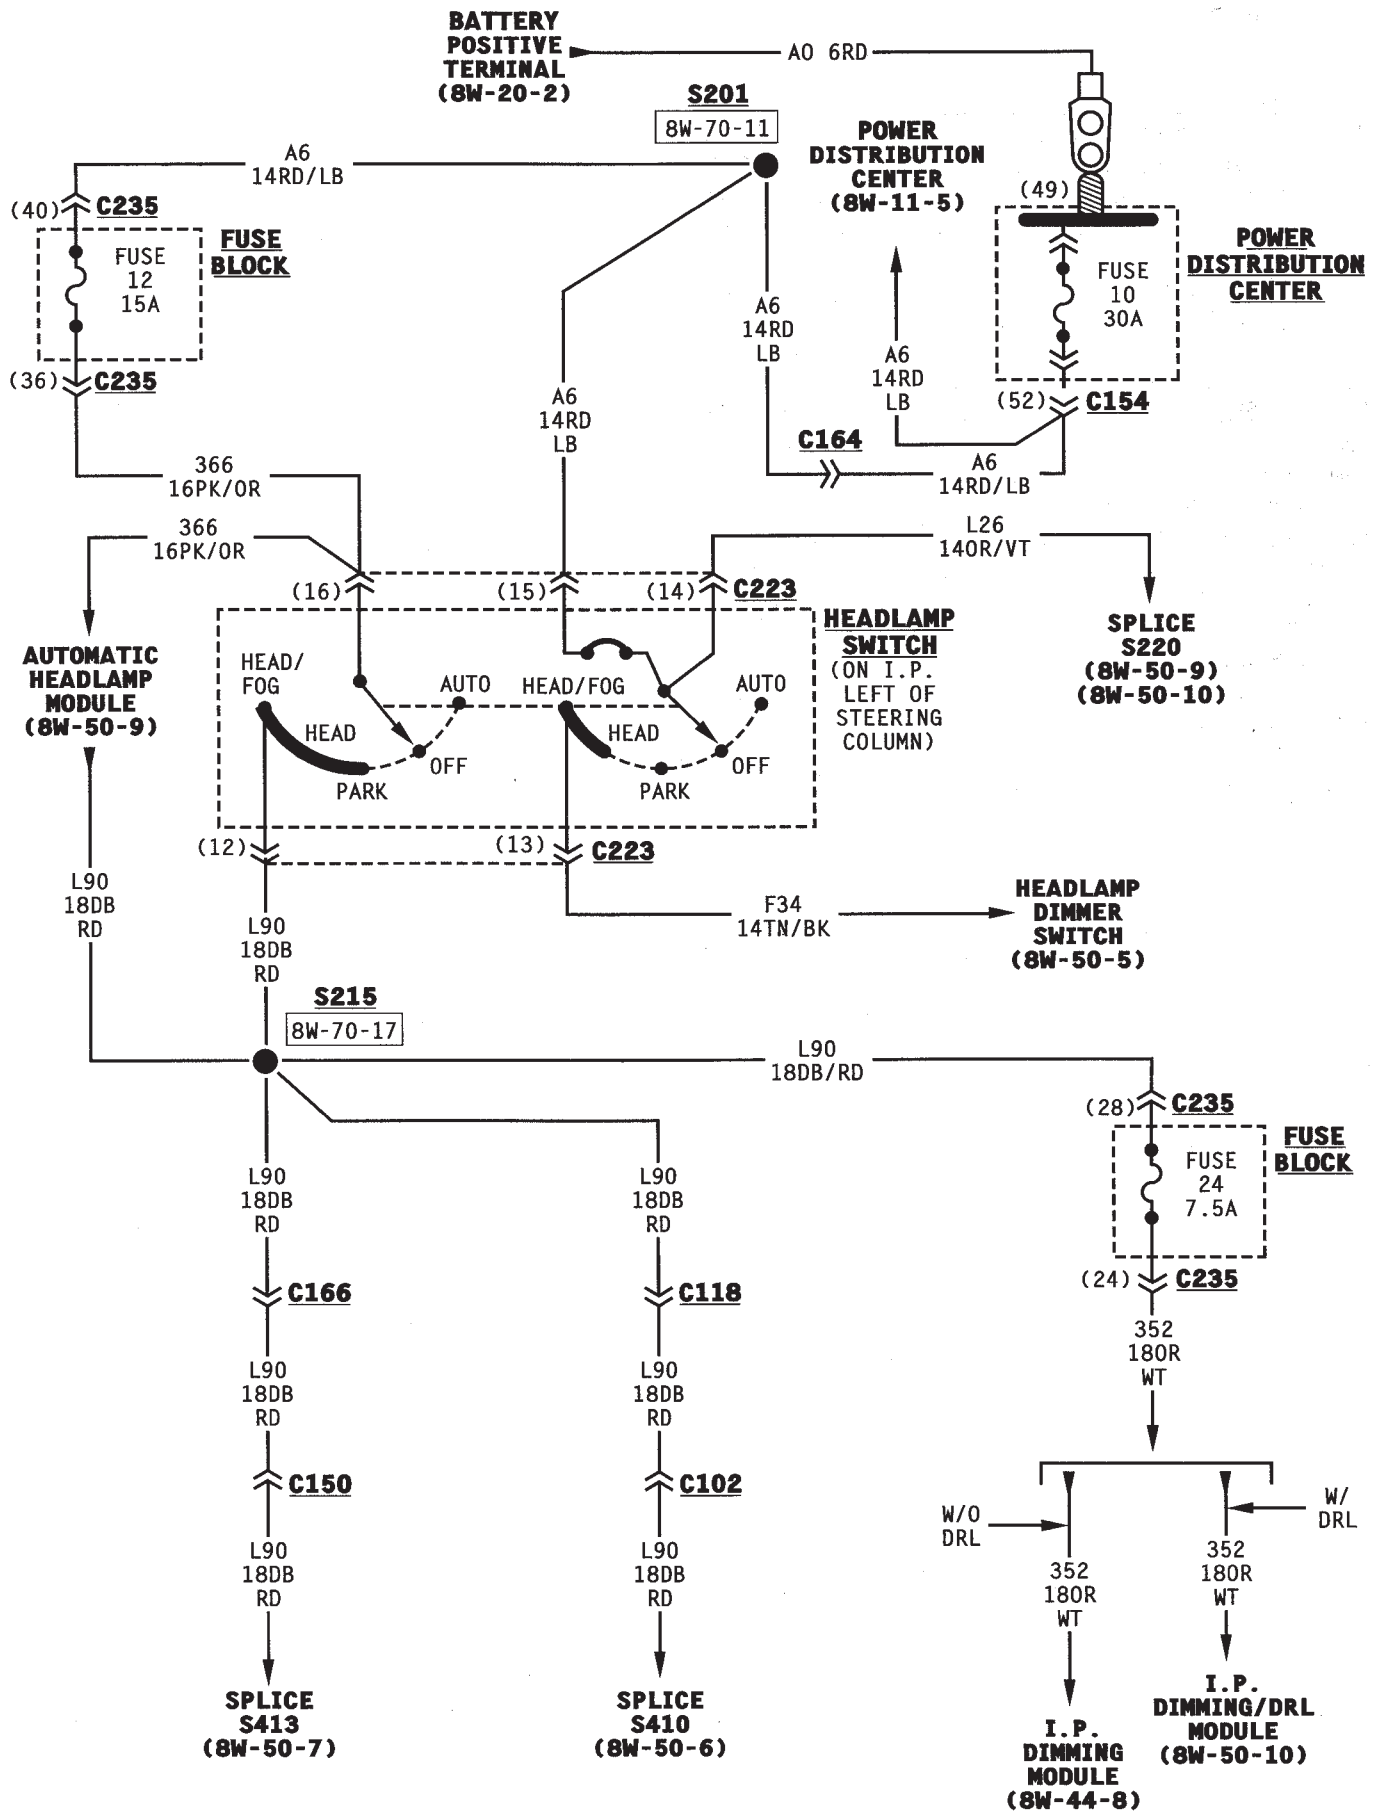 BATTERY
POSITIVE
TERMINAL
(8W-20-2)
A0 6RD
S201
8W-70-11
POWER
DISTRIBUTION
CENTER
(8W-11-5)
A6
14RD/LB
(49)
(40)
C235
FUSE
BLOCK
FUSE
12
15A
POWER
DISTRIBUTION
CENTER
FUSE
10
30A
A6
14RD
LB
A6
14RD
LB
(36)
C235
A6
14RD
LB
(52)
C154
C164
A6
14RD/LB
366
16PK/OR
366
16PK/OR
L26
14OR/VT
(16)
(15)
(14)
C223
HEADLAMP
SWITCH
(ON I.P.
LEFT OF
STEERING
COLUMN)
SPLICE
S220
(8W-50-9)
(8W-50-10)
AUTOMATIC
HEADLAMP
MODULE
(8W-50-9)
HEAD/
FOG
AUTO
HEAD/FOG
AUTO
HEAD
HEAD
OFF
OFF
PARK
PARK
(12)
(13)
C223
L90
18DB
RD
L90
18DB
RD
F34
14TN/BK
HEADLAMP
DIMMER
SWITCH
(8W-50-5)
S215
8W-70-17
L90
18DB/RD
(28)
C235
FUSE
BLOCK
FUSE
24
7.5A
L90
18DB
RD
L90
18DB
RD
(24)
C235
C166
C118
352
18OR
WT
L90
18DB
RD
L90
18DB
RD
C150
C102
W/O
DRL
W/
DRL
L90
18DB
RD
L90
18DB
RD
352
18OR
WT
352
18OR
WT
SPLICE
S413
(8W-50-7)
SPLICE
S410
(8W-50-6)
I.P.
DIMMING
MODULE
(8W-44-8)
I.P.
DIMMING/DRL
MODULE
(8W-50-10)